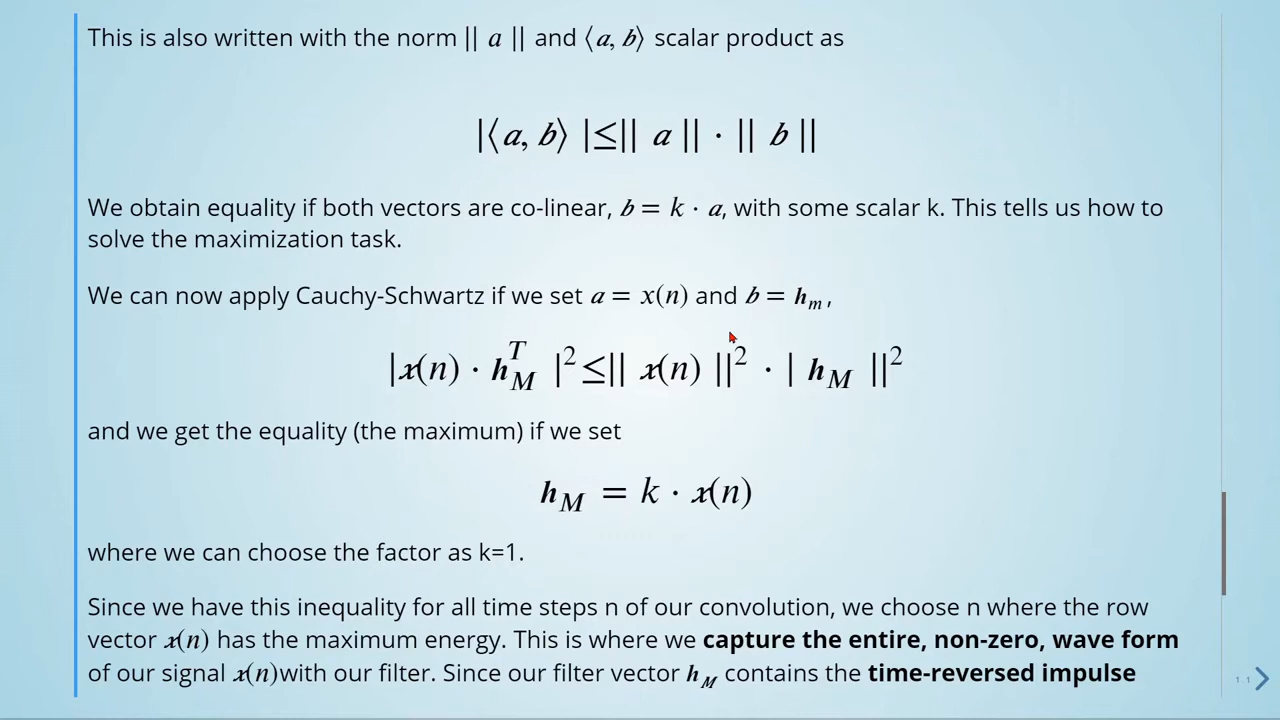 This is also written with the norm || a || and ⟨a, b⟩ scalar product as
|⟨a, b⟩ |≤|| a || · || b ||
We obtain equality if both vectors are co-linear, b = k · a, with some scalar k. This tells us how to
solve the maximization task.
We can now apply Cauchy-Schwartz if we set a = x(n) and b = h_m,
|x(n) · h_M^T |^2≤|| x(n) ||^2 · | h_M ||^2
and we get the equality (the maximum) if we set
h_M = k · x(n)
where we can choose the factor as k=1.
Since we have this inequality for all time steps n of our convolution, we choose n where the row
vector x(n) has the maximum energy. This is where we capture the entire, non-zero, wave form
of our signal x(n)with our filter. Since our filter vector h_M contains the time-reversed impulse
1.1